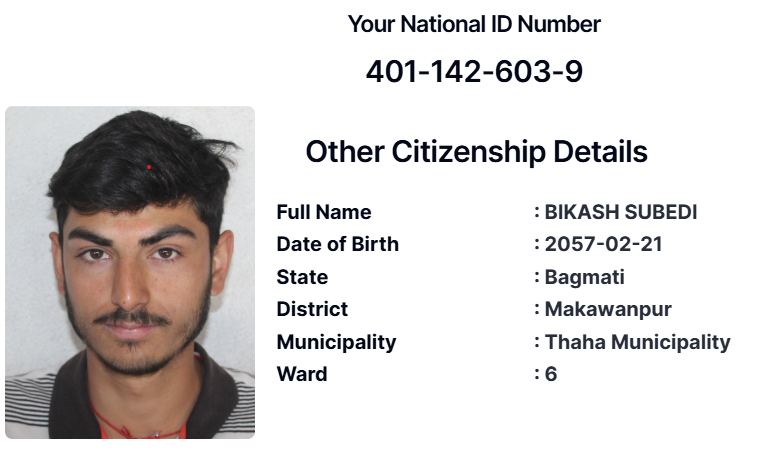 Your National ID Number
401-142-603-9
Other Citizenship Details
Full Name : BIKASH SUBEDI
Date of Birth : 2057-02-21
State : Bagmati
District : Makawanpur
Municipality : Thaha Municipality
Ward : 6